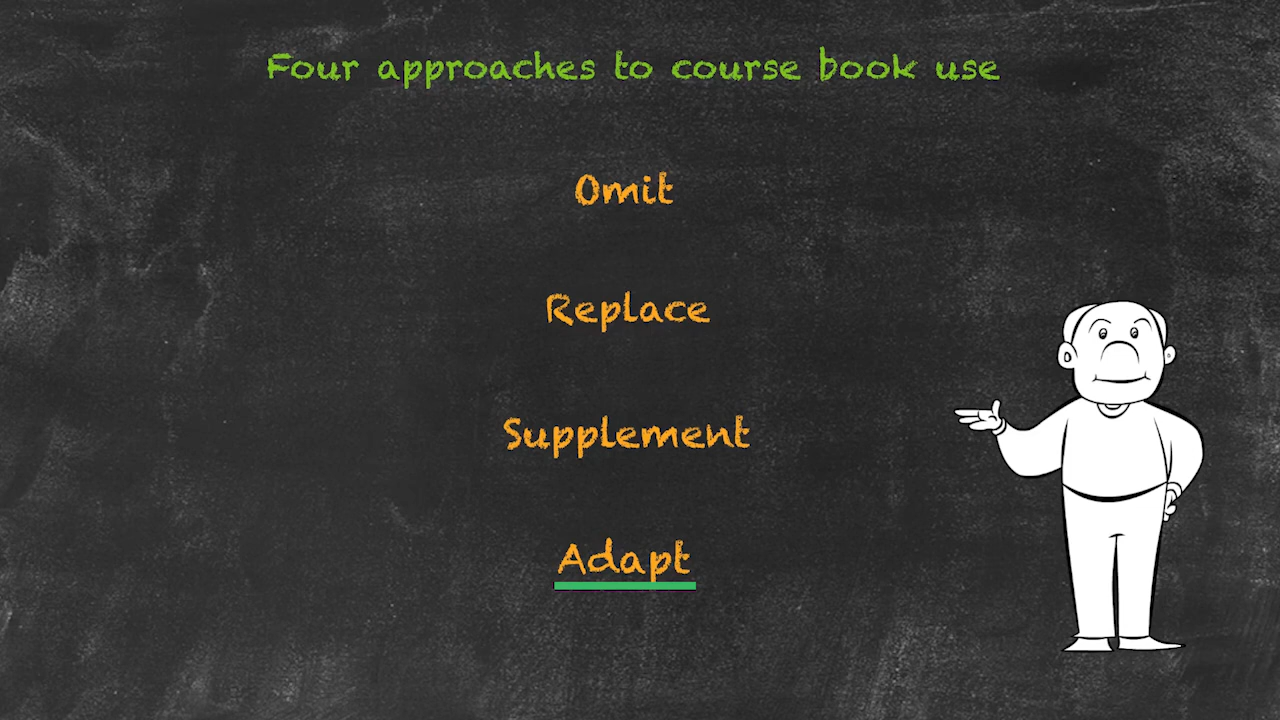 Four approaches to course book use
Omit
Replace
Supplement
Adapt